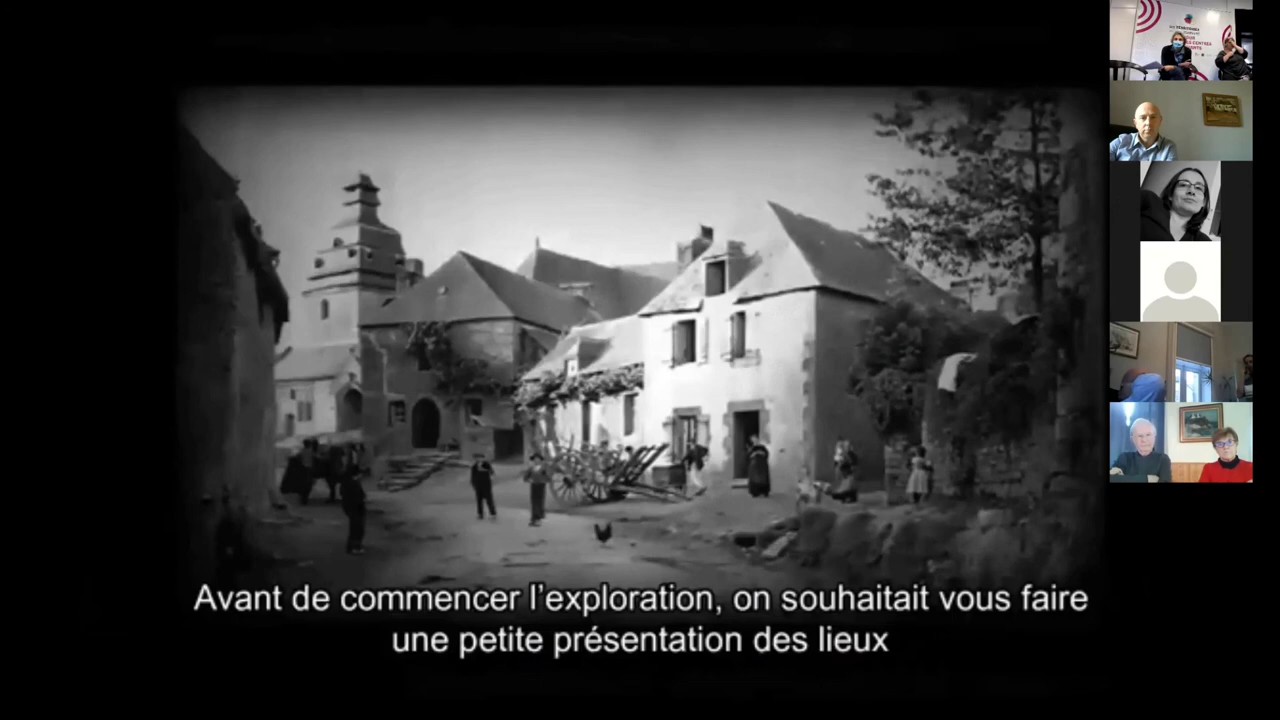 Avant de commencer l'exploration, on souhaitait vous faire
une petite présentation des lieux